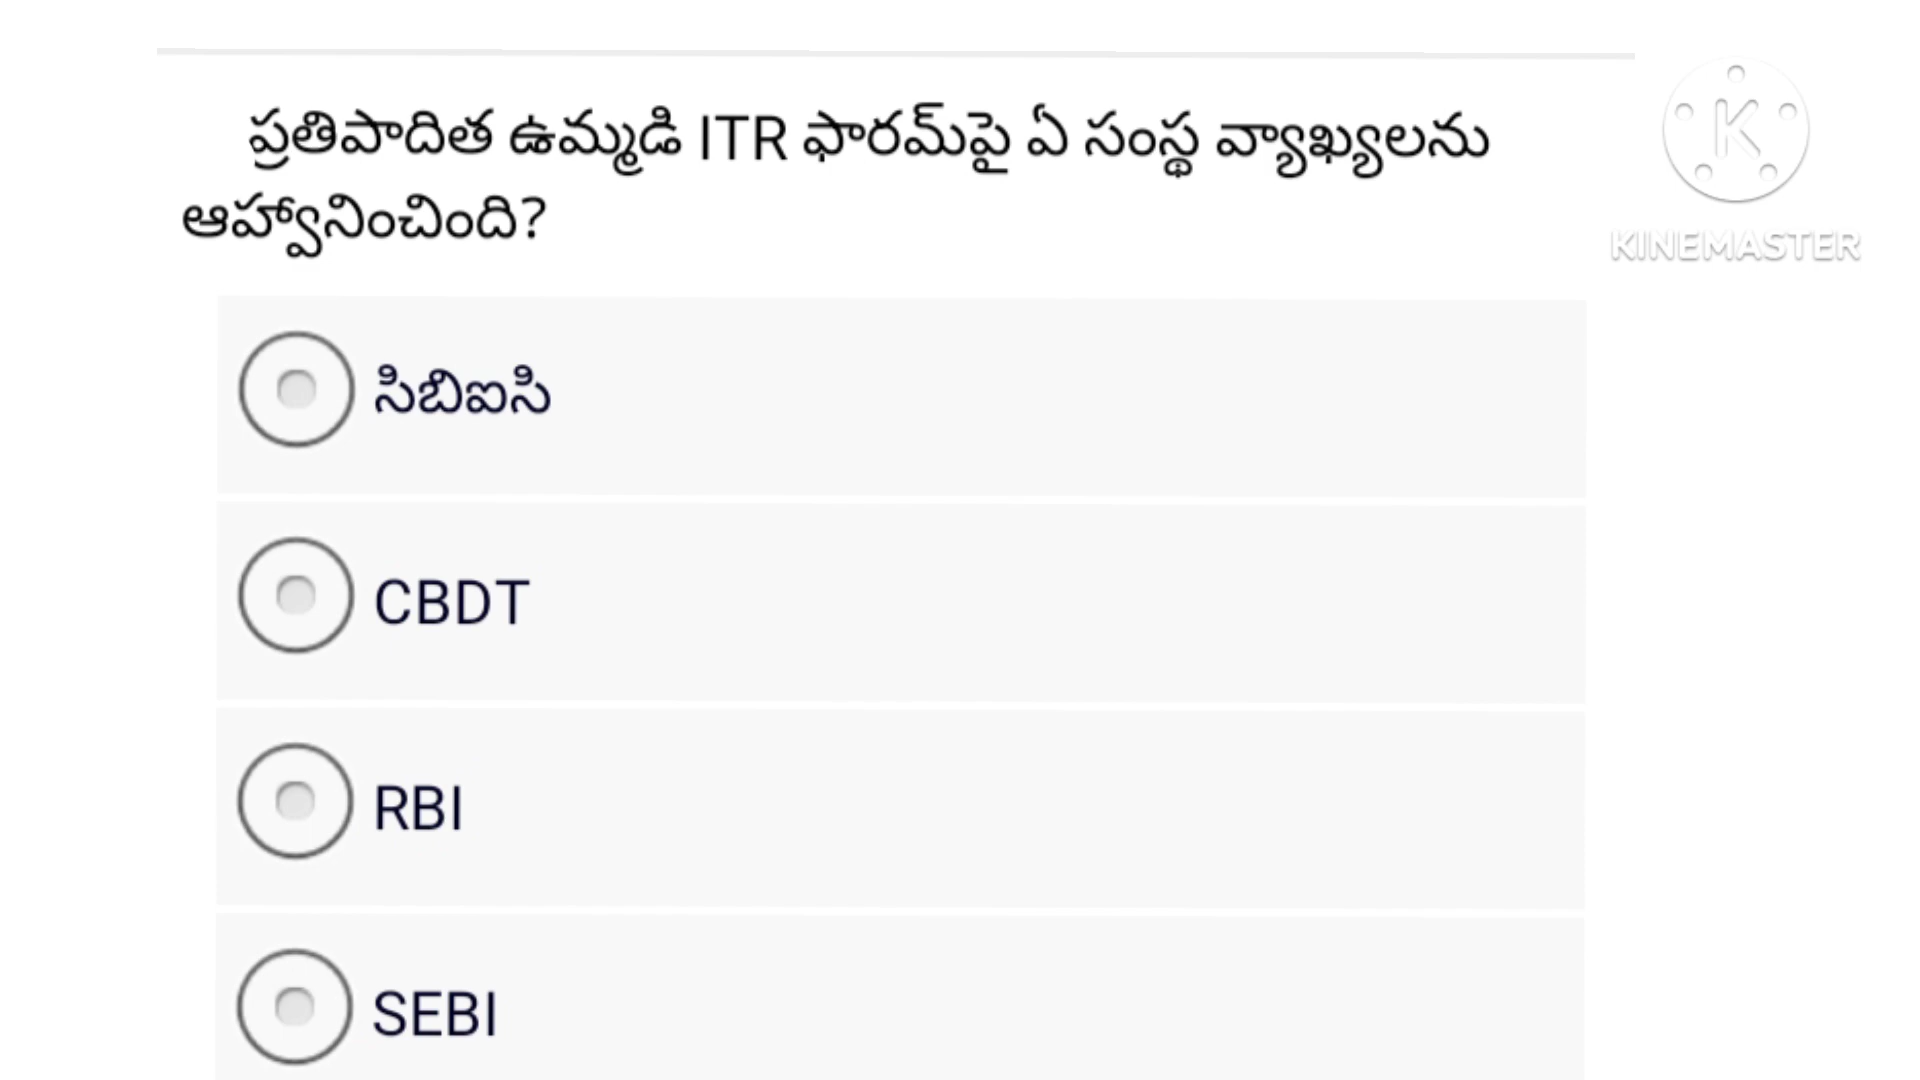 ప్రతిపాదిత ఉమ్మడి ITR ఫారమ్‌పై ఏ సంస్థ వ్యాఖ్యలను
ఆహ్వానించింది?
K
KINEMASTER
సిబిఐసి
CBDT
RBI
SEBI